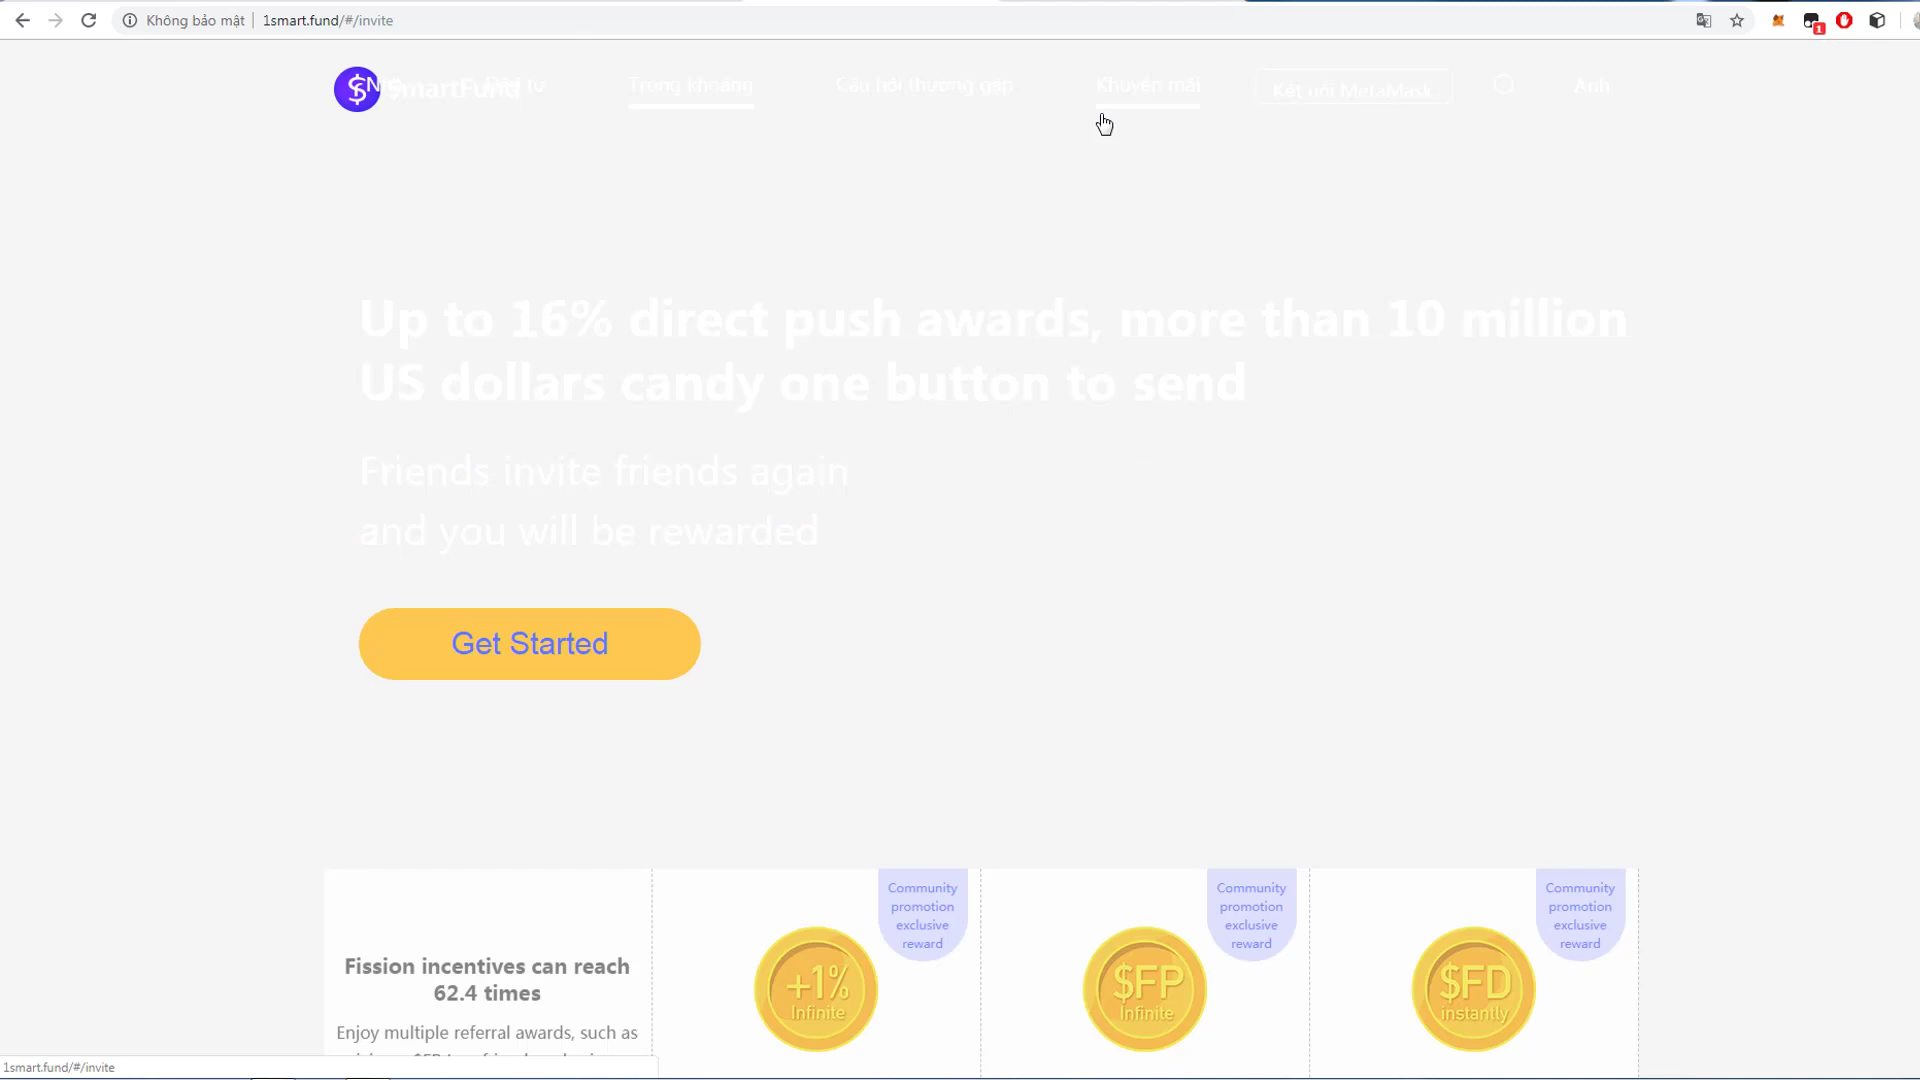 Không bảo mật
1smart.fund/#/invite
1
$
SmartFund
Trong khoảng
Câu hỏi thường gặp
Khuyến mãi
Kết nối MetaMask
Anh
Up to 16% direct push awards, more than 10 million
US dollars candy one button to send
Friends invite friends again
and you will be rewarded
Get Started
Fission incentives can reach
62.4 times
Enjoy multiple referral awards, such as
+1%
Infinite
Community
promotion
exclusive
reward
$FP
Infinite
Community
promotion
exclusive
reward
$FD
instantly
Community
promotion
exclusive
reward
1smart.fund/#/invite